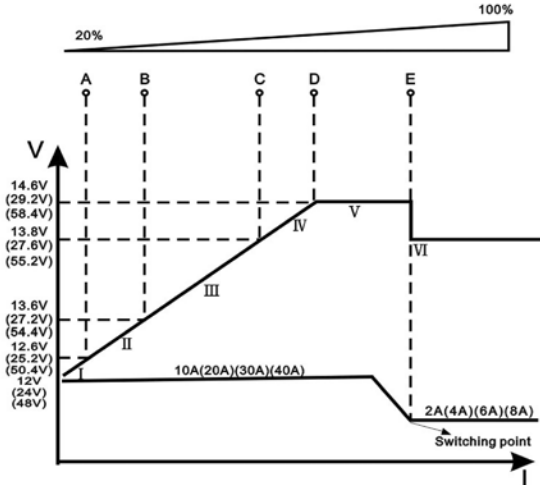 20%
100%
A
B
C
D
E
V
14.6V
(29.2V)
(58.4V)
13.8V
(27.6V)
(55.2V)
13.6V
(27.2V)
(54.4V)
12.6V
(25.2V)
(50.4V)
12V
(24V)
(48V)
I
II
III
IV
V
VI
10A(20A)(30A)(40A)
2A(4A)(6A)(8A)
Switching point
I